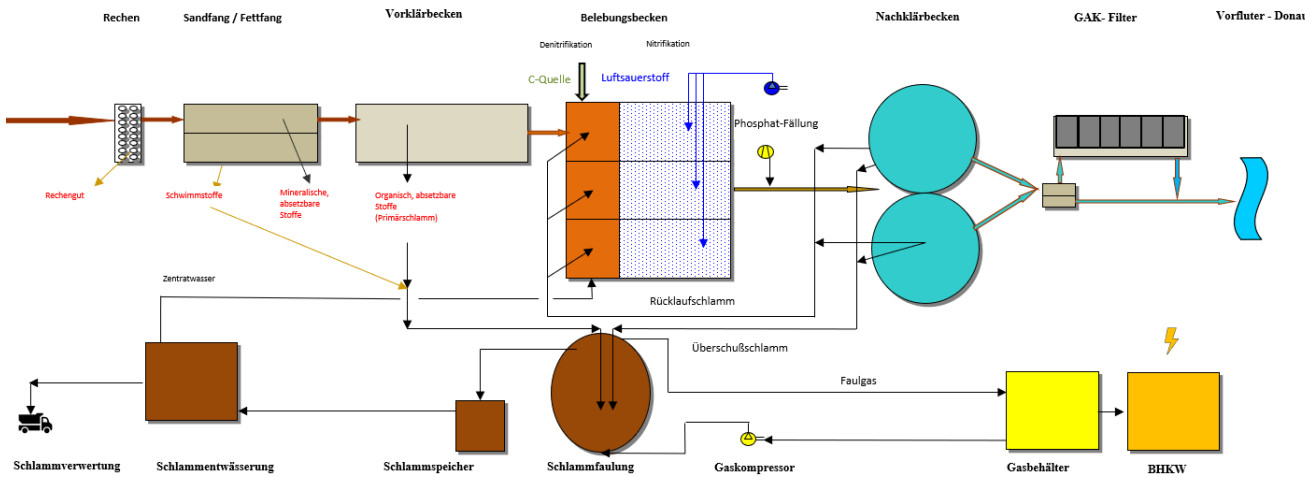 Rechen
Sandfang / Fettfang
Vorklärbecken
Belebungsbecken
Nachklärbecken
GAK- Filter
Vorfluter - Donau
Denitrifikation
Nitrifikation
C-Quelle
Luftsauerstoff
Phosphat-Fällung
Rechengut
Schwimmstoffe
Mineralische,
absetzbare
Stoffe
Organisch, absetzbare
Stoffe
(Primärschlamm)
Zentratwasser
Rücklaufschlamm
Überschußschlamm
Faulgas
Schlammverwertung
Schlammentwässerung
Schlammspeicher
Schlammfaulung
Gaskompressor
Gasbehälter
BHKW